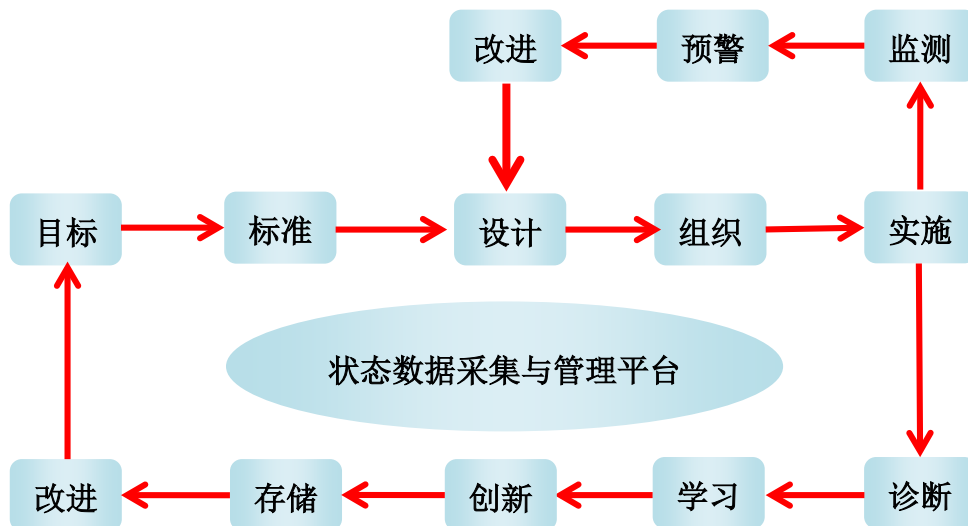 改进 预警 监测
目标 标准 设计 组织 实施
状态数据采集与管理平台
改进 存储 创新 学习 诊断